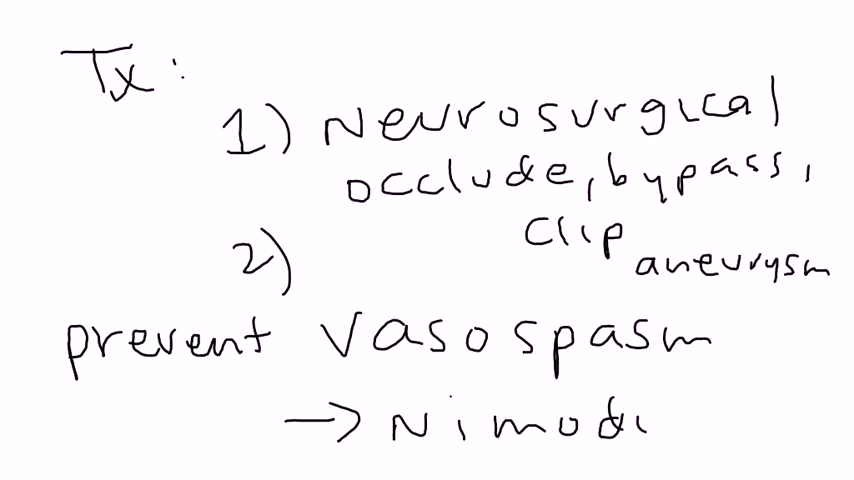 Tx:
1) Neurosurgical
occlude, bypass,
clip
aneurysm
2)
prevent vasospasm
→ Nimodi